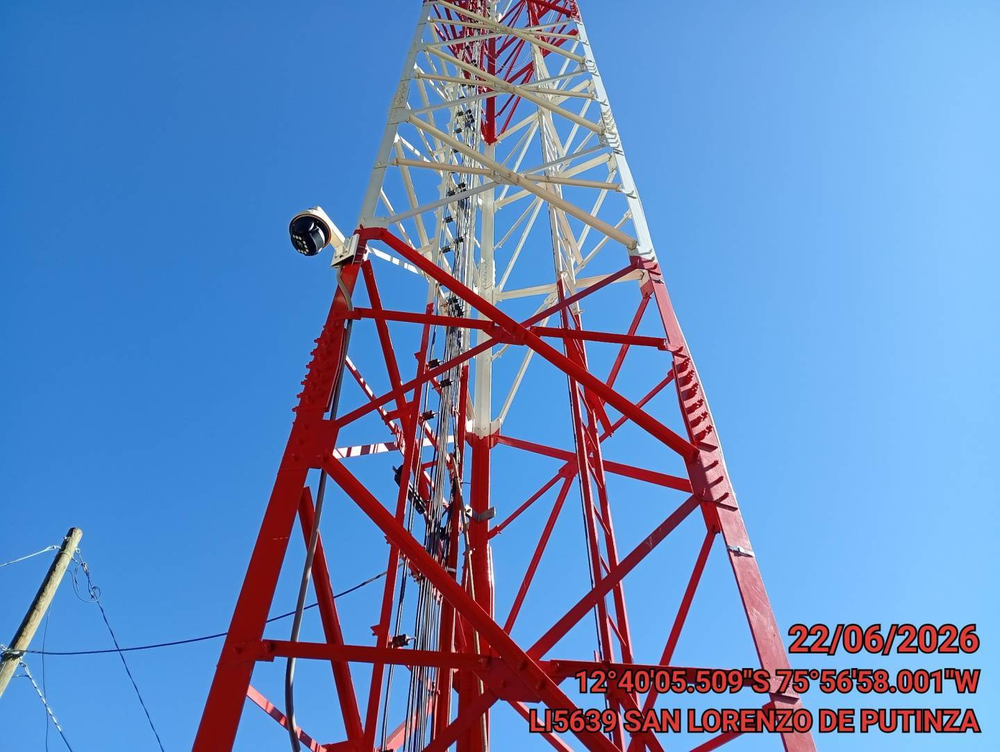 22/06/2026
12°40'05.509"S 75°56'58.001"W
LI5639 SAN LORENZO DE PUTINZA